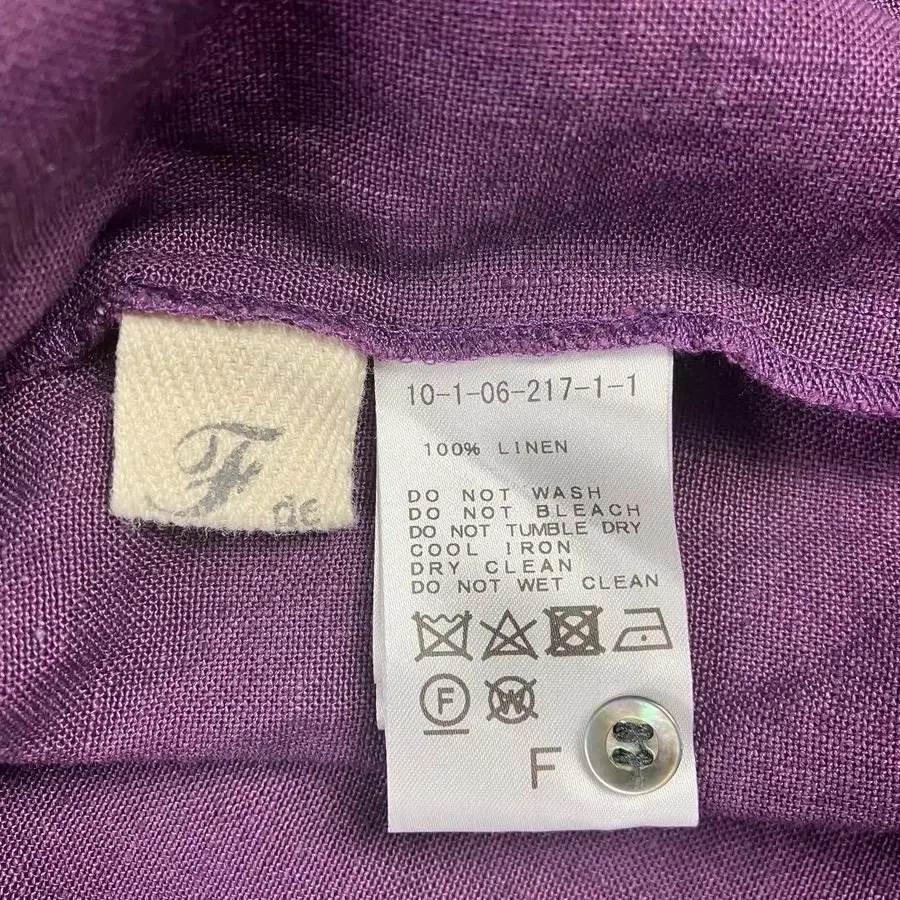 F
10-1-06-217-1-1
100% LINEN
DO NOT WASH
DO NOT BLEACH
DO NOT TUMBLE DRY
COOL IRON
DRY CLEAN
DO NOT WET CLEAN
F W
F